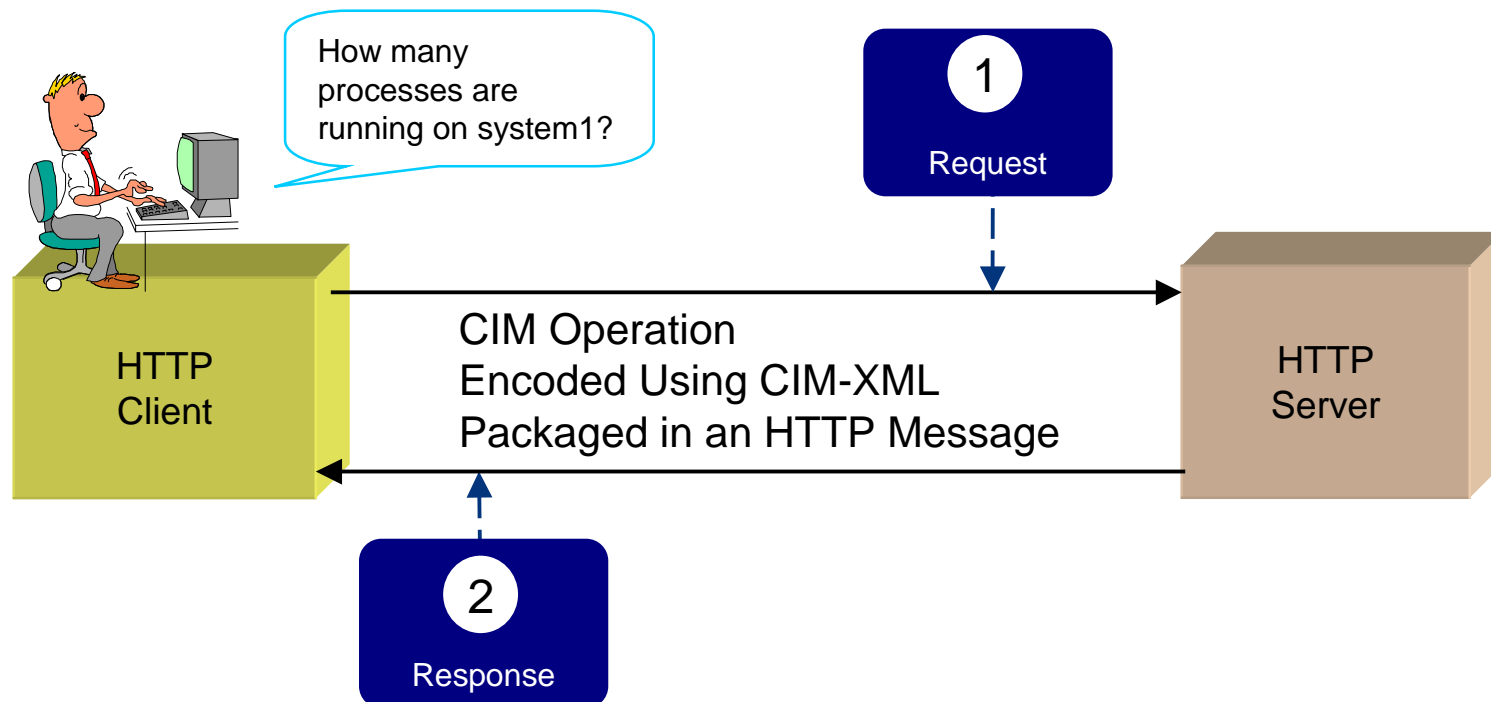 How many
processes are
running on system1?
1
Request
HTTP
Client
CIM Operation
Encoded Using CIM-XML
Packaged in an HTTP Message
HTTP
Server
2
Response